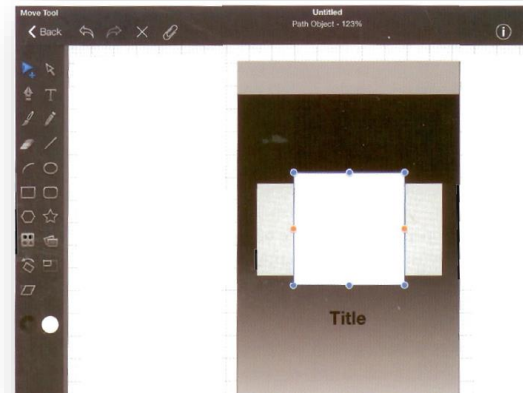 Move Tool
Untitled
Path Object - 123%
Back
T
Title